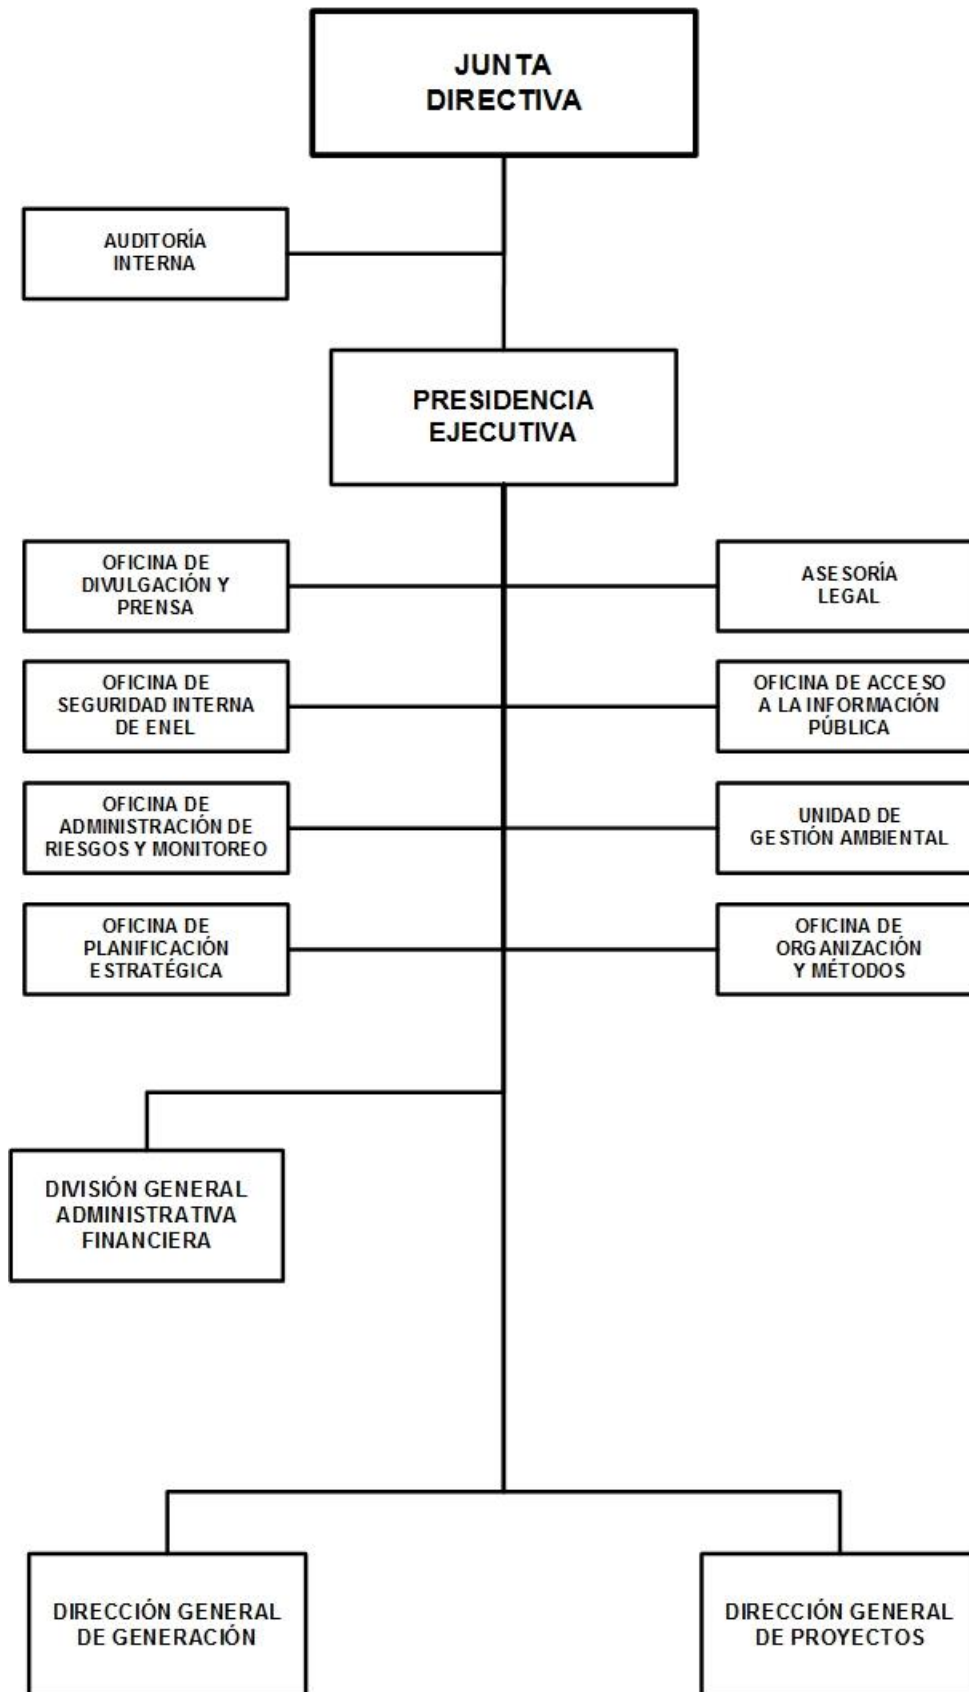 JUNTA
DIRECTIVA
AUDITORÍA
INTERNA
PRESIDENCIA
EJECUTIVA
OFICINA DE
DIVULGACIÓN Y
PRENSA
ASESORÍA
LEGAL
OFICINA DE
SEGURIDAD INTERNA
DE ENEL
OFICINA DE ACCESO
A LA INFORMACIÓN
PÚBLICA
OFICINA DE
ADMINISTRACIÓN DE
RIESGOS Y MONITOREO
UNIDAD DE
GESTIÓN AMBIENTAL
OFICINA DE
PLANIFICACIÓN
ESTRATÉGICA
OFICINA DE
ORGANIZACIÓN
Y MÉTODOS
DIVISIÓN GENERAL
ADMINISTRATIVA
FINANCIERA
DIRECCIÓN GENERAL
DE GENERACIÓN
DIRECCIÓN GENERAL
DE PROYECTOS